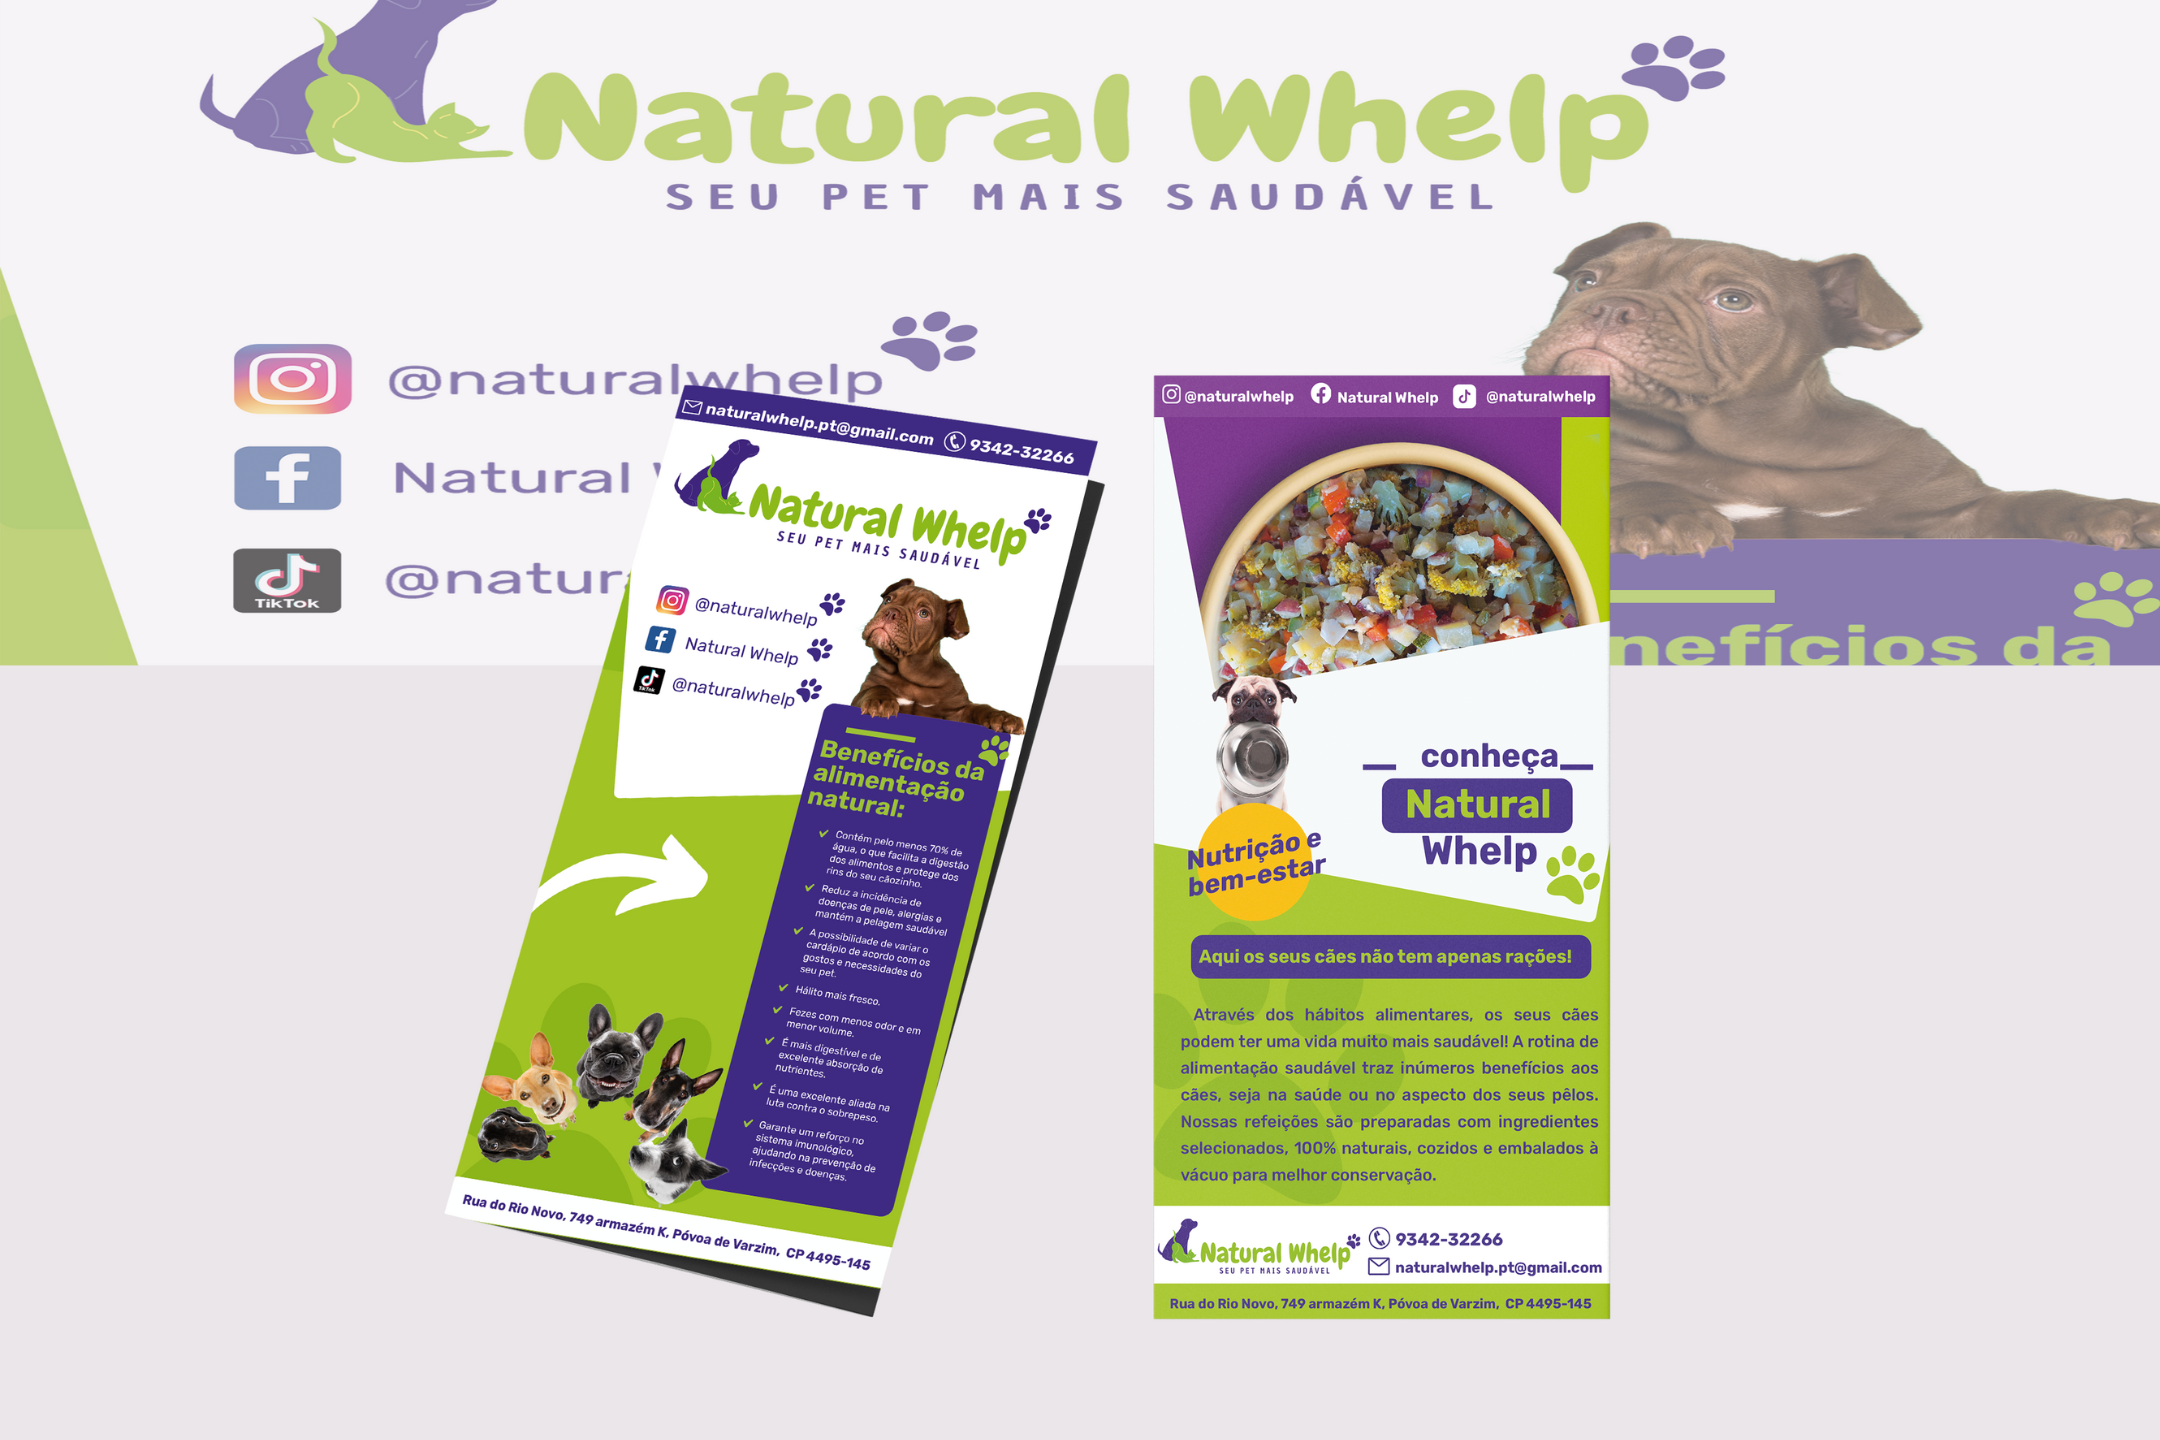 Natural Whelp
SEU PET MAIS SAUDÁVEL
@naturalwhelp
Natural
TikTok
@natur
nefícios da
naturalwhelp.pt@gmail.com 9342-32266
Natural Whelp
SEU PET MAIS SAUDÁVEL
@naturalwhelp
Natural Whelp
TikTok
@naturalwhelp
Benefícios da
alimentação
natural:
Contém pelo menos 70% de
água, o que facilita a digestão
dos alimentos e protege dos
rins do seu cãozinho.
Reduz a incidência de
doenças de pele, alergias e
mantém a pelagem saudável
A possibilidade de variar o
cardápio de acordo com os
gostos e necessidades do
seu pet.
Hálito mais fresco.
Fezes com menos odor e em
menor volume.
É mais digestível e de
excelente absorção de
nutrientes.
É uma excelente aliada na
luta contra o sobrepeso.
Garante um reforço no
sistema imunológico,
ajudando na prevenção de
infecções e doenças.
Rua do Rio Novo, 749 armazém K, Póvoa de Varzim, CP 4495-145
@naturalwhelp Natural Whelp @naturalwhelp
conheça
Natural
Whelp
Nutrição e
bem-estar
Aqui os seus cães não tem apenas rações!
Através dos hábitos alimentares, os seus cães
podem ter uma vida muito mais saudável! A rotina de
alimentação saudável traz inúmeros benefícios aos
cães, seja na saúde ou no aspecto dos seus pêlos.
Nossas refeições são preparadas com ingredientes
selecionados, 100% naturais, cozidos e embalados à
vácuo para melhor conservação.
Natural Whelp
SEU PET MAIS SAUDÁVEL
9342-32266
naturalwhelp.pt@gmail.com
Rua do Rio Novo, 749 armazém K, Póvoa de Varzim, CP 4495-145